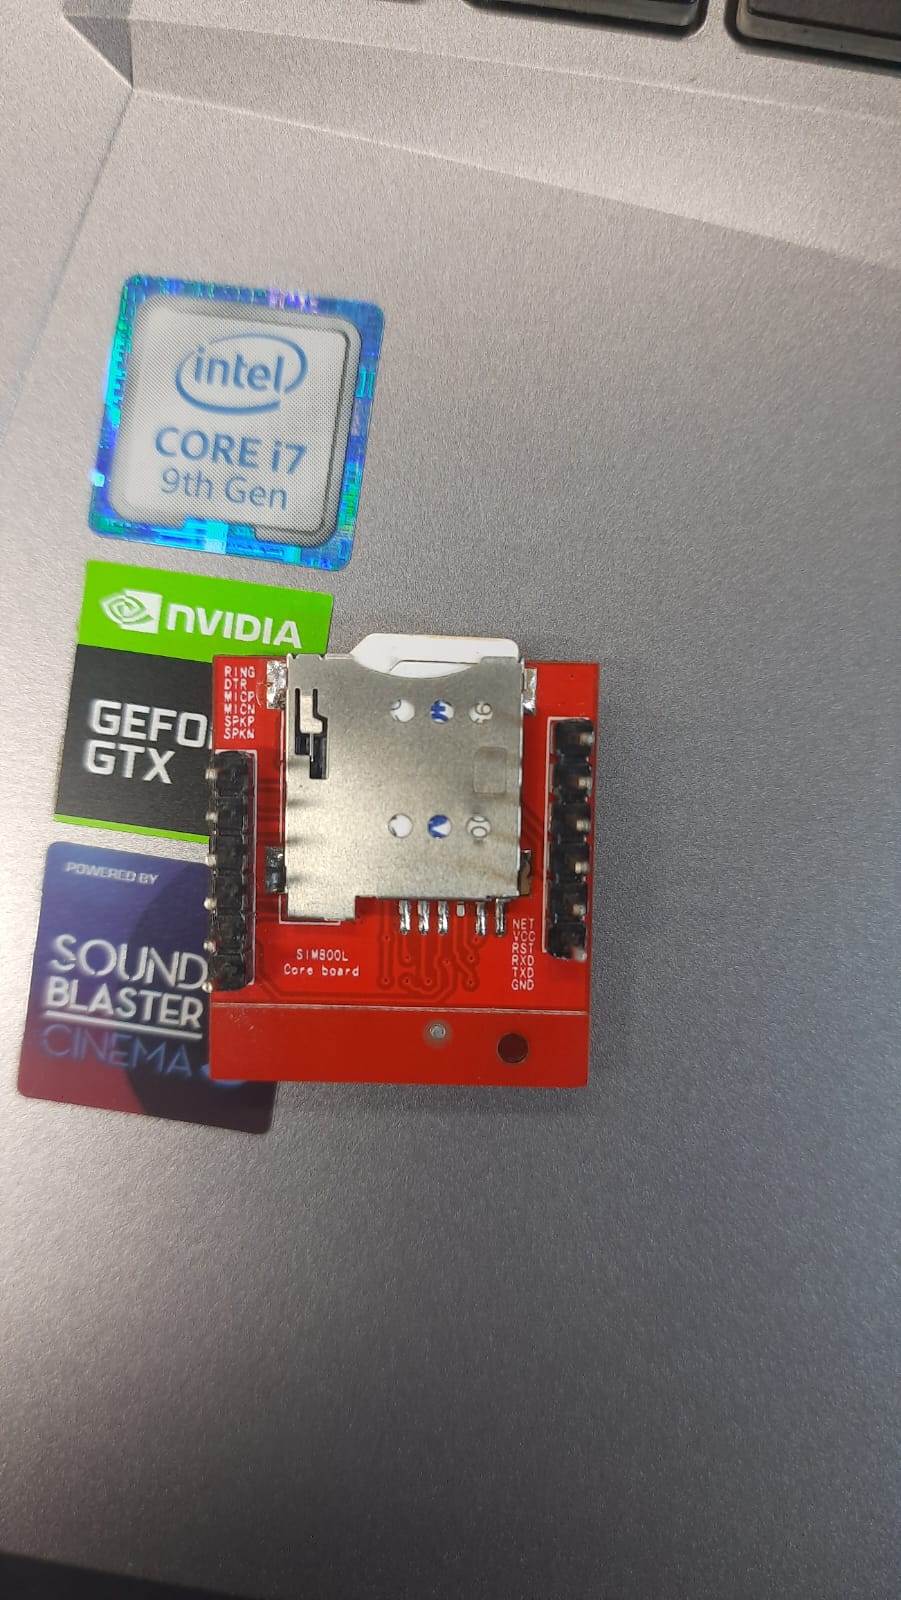 intel
CORE i7
9th Gen
NVIDIA
GEFO
GTX
POWERED BY
SOUND
BLASTER
CINEMA
RING
DTR
MICP
MICN
SPKP
SPKN
SIM800L
Core board
NET
VCC
RST
RXD
TXD
GND